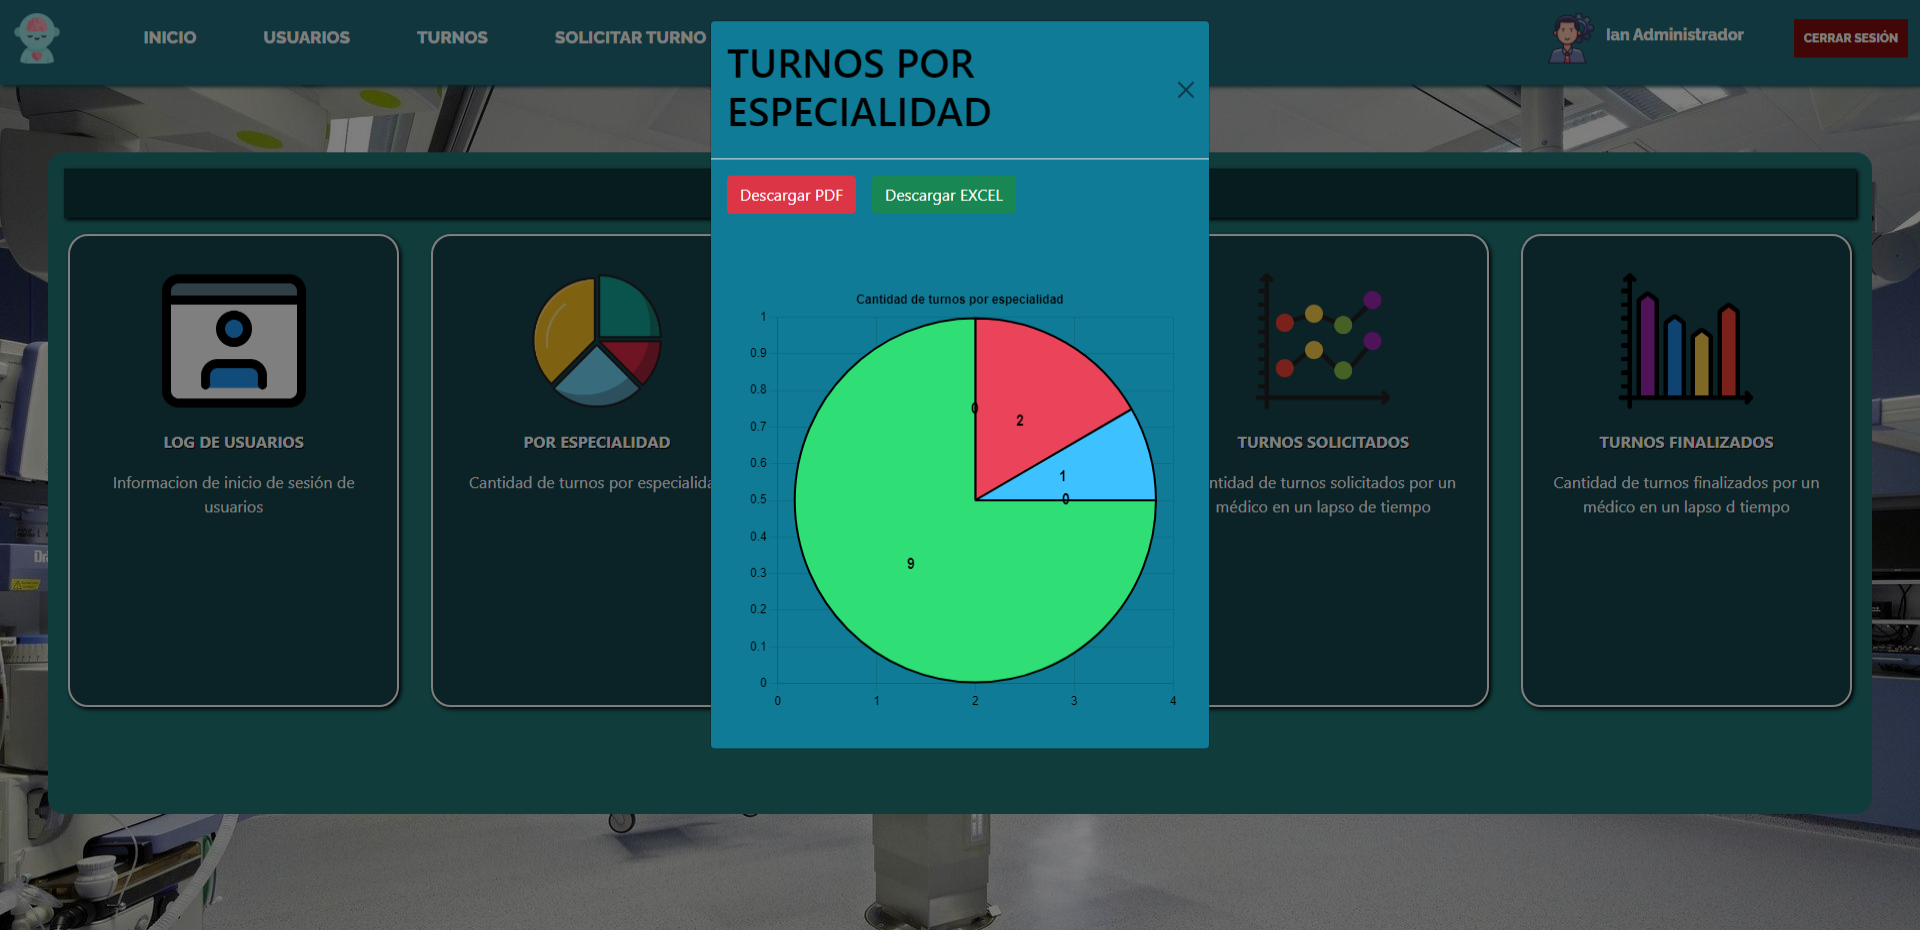 INICIO
USUARIOS
TURNOS
SOLICITAR TURNO
Ian Administrador
CERRAR SESIÓN
TURNOS POR
ESPECIALIDAD
Descargar PDF
Descargar EXCEL
Cantidad de turnos por especialidad
1
0.9
0.8
0.7
0.6
0.5
0.4
0.3
0.2
0.1
0
0
1
2
3
4
0
2
1
0
9
LOG DE USUARIOS
Informacion de inicio de sesión de
usuarios
POR ESPECIALIDAD
Cantidad de turnos por especialida
TURNOS SOLICITADOS
ntidad de turnos solicitados por un
médico en un lapso de tiempo
TURNOS FINALIZADOS
Cantidad de turnos finalizados por un
médico en un lapso d tiempo